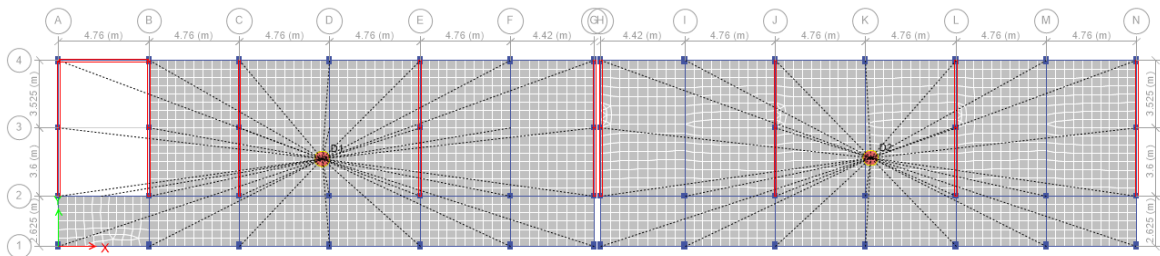 A B C D E F G H I J K L M N
4.76 (m) 4.76 (m) 4.76 (m) 4.76 (m) 4.76 (m) 4.42 (m) 4.42 (m) 4.76 (m) 4.76 (m) 4.76 (m) 4.76 (m) 4.76 (m)
4
3.525 (m) 3.525 (m)
3
D1 D2
3.6 (m) 3.6 (m)
2
2.625 (m) 2.625 (m)
1
X